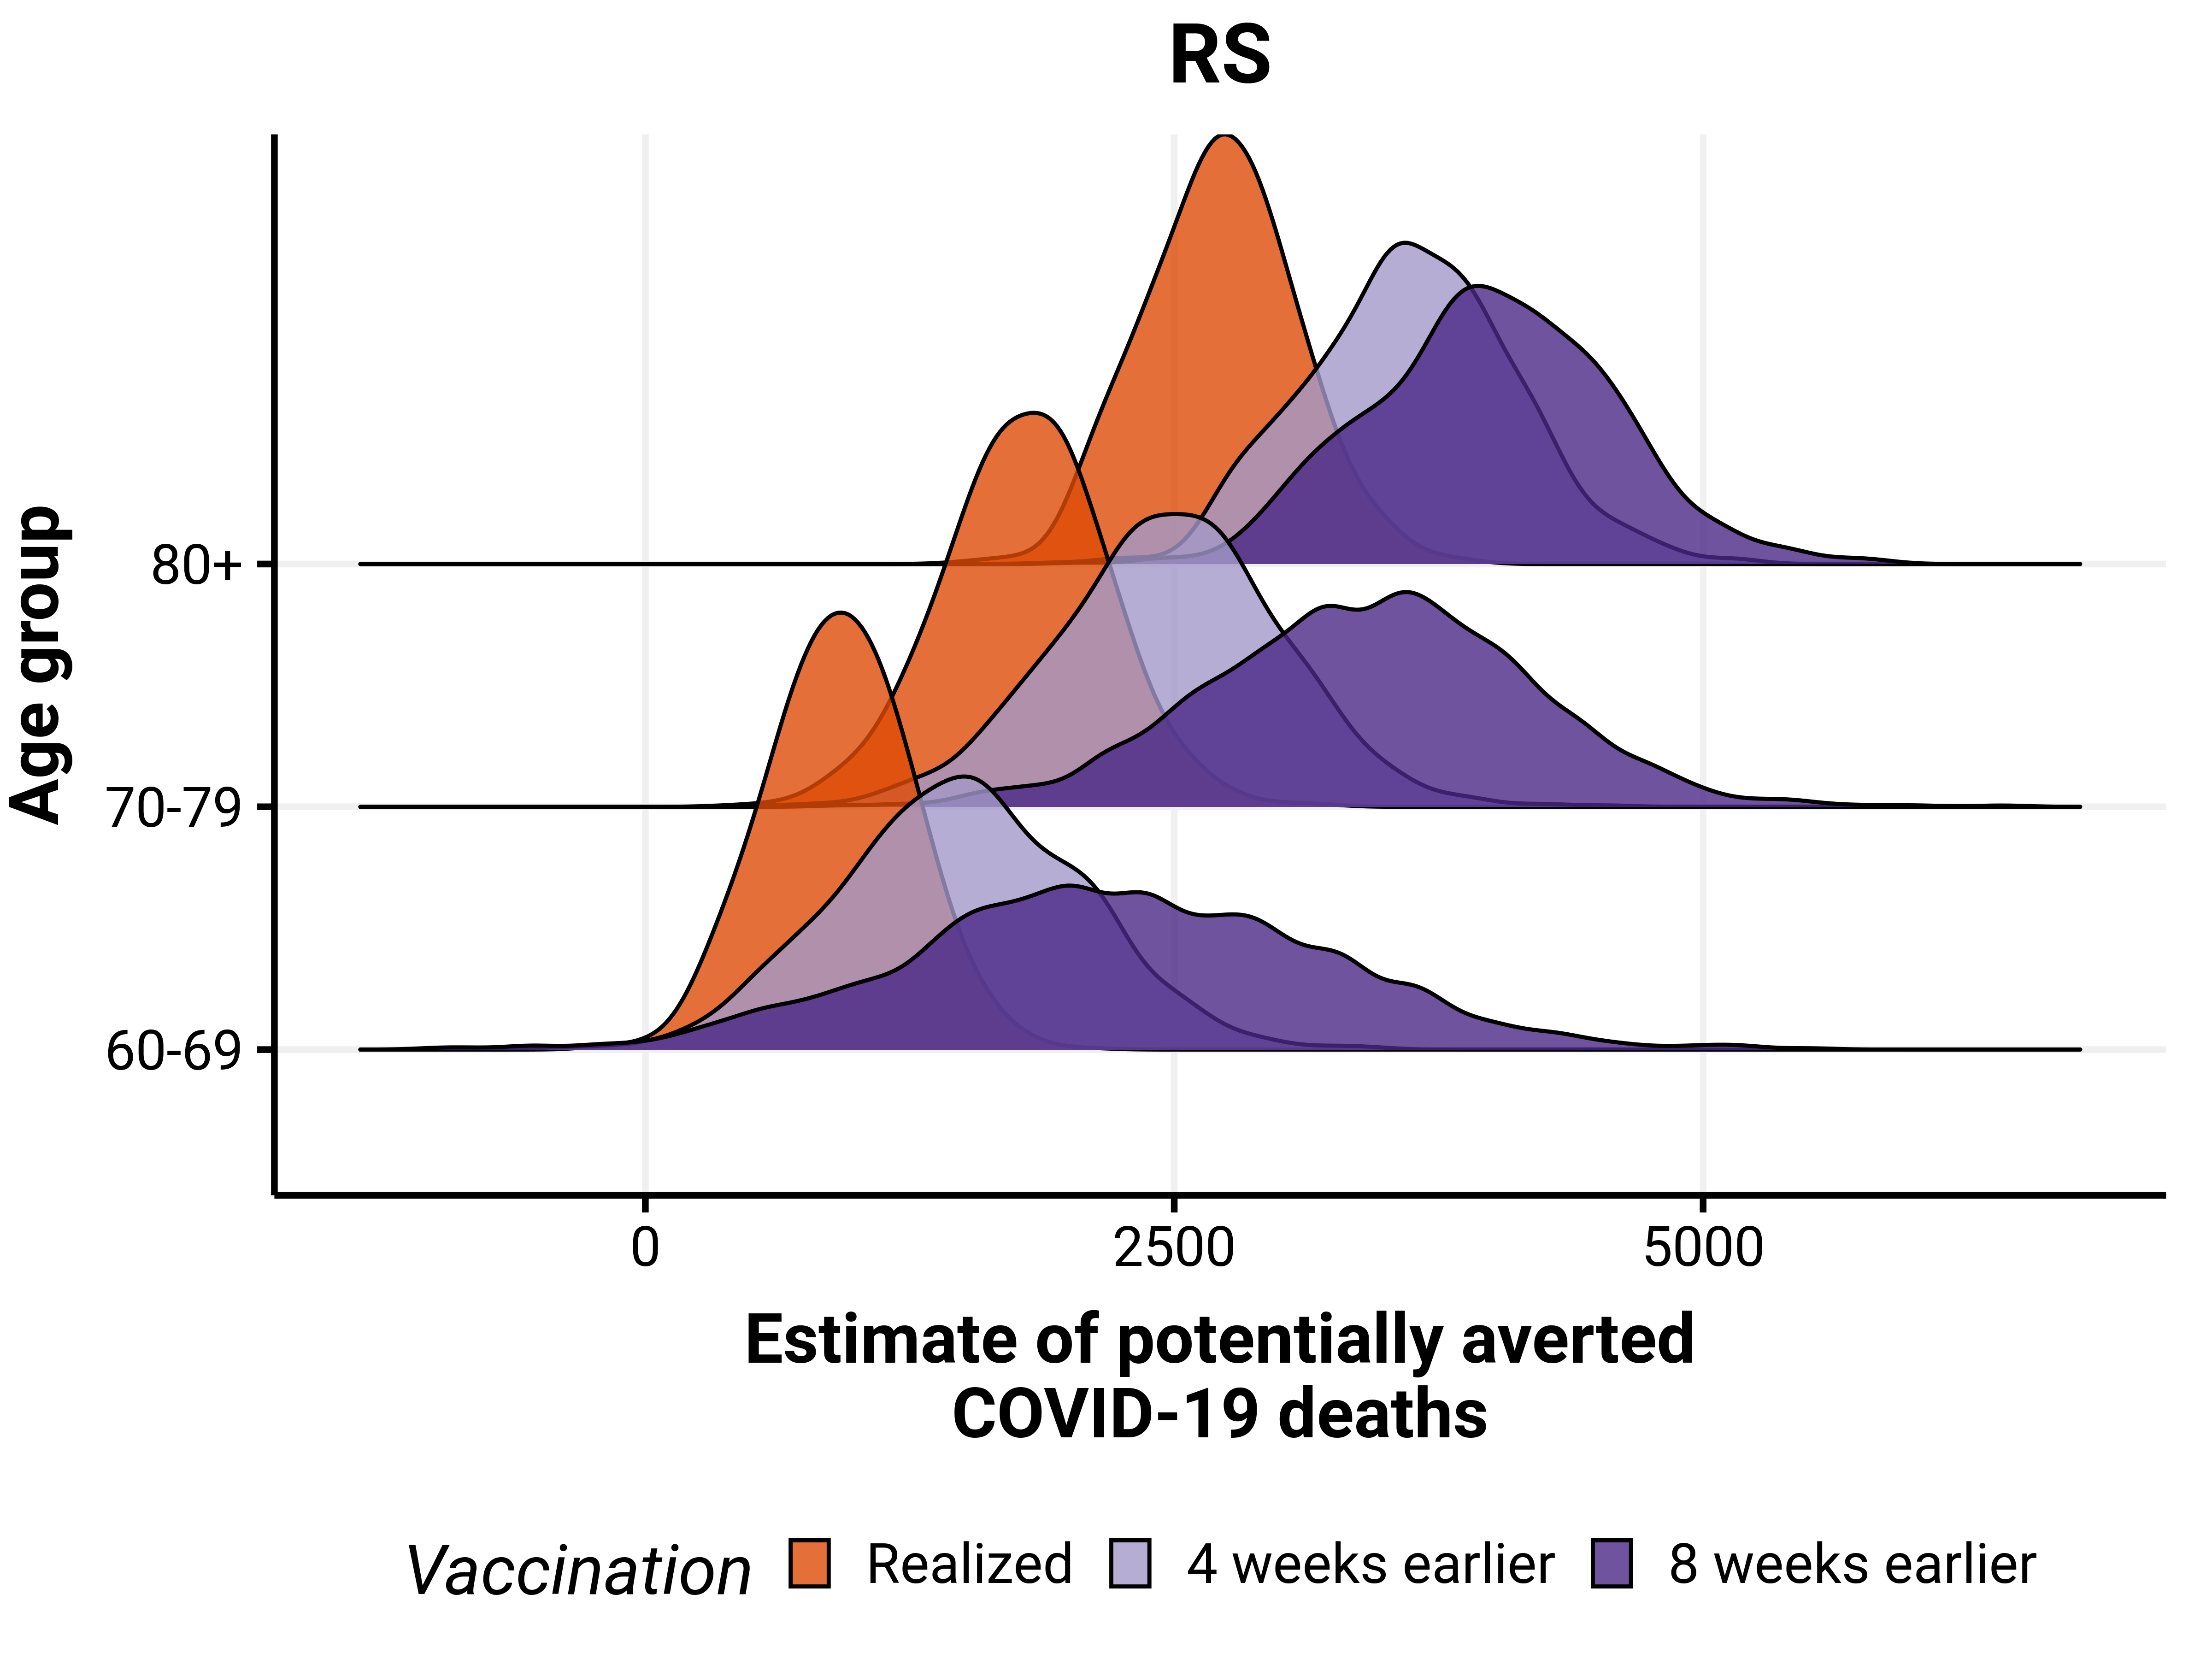 RS
Age group
80+
70-79
60-69
0 2500 5000
Estimate of potentially averted
COVID-19 deaths
Vaccination Realized 4 weeks earlier 8 weeks earlier